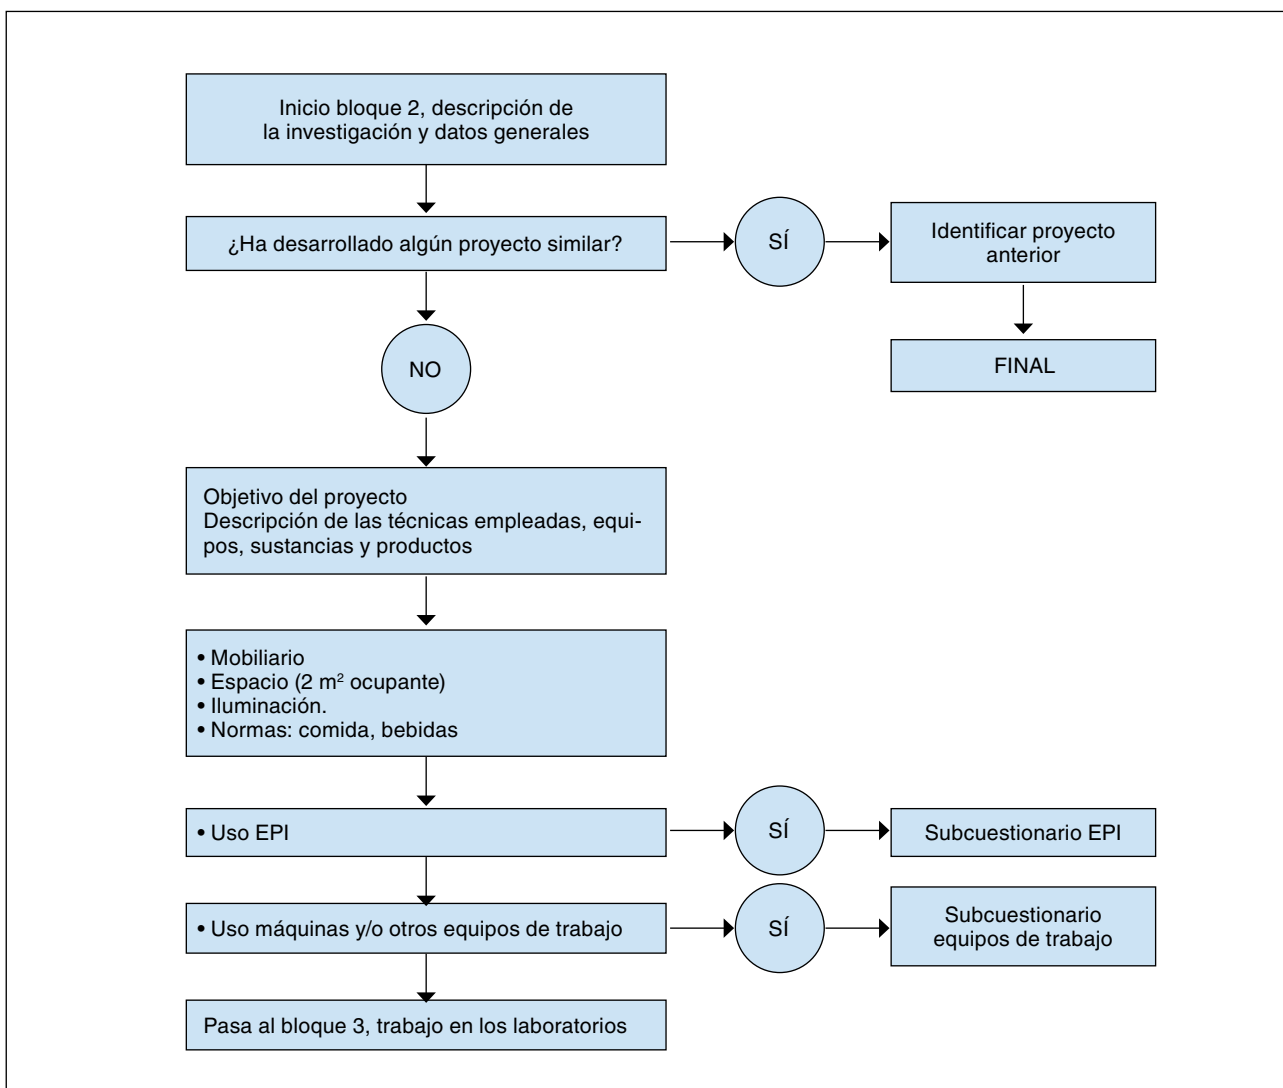 Inicio bloque 2, descripción de
la investigación y datos generales
¿Ha desarrollado algún proyecto similar?
SÍ
Identificar proyecto
anterior
FINAL
NO
Objetivo del proyecto
Descripción de las técnicas empleadas, equi-
pos, sustancias y productos
• Mobiliario
• Espacio (2 m² ocupante)
• Iluminación.
• Normas: comida, bebidas
• Uso EPI
SÍ
Subcuestionario EPI
• Uso máquinas y/o otros equipos de trabajo
SÍ
Subcuestionario
equipos de trabajo
Pasa al bloque 3, trabajo en los laboratorios